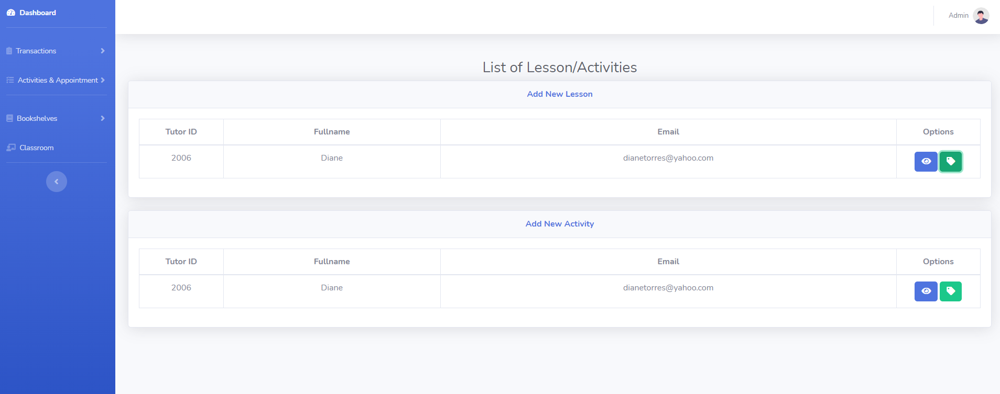 Dashboard
Transactions
Activities & Appointment
Bookshelves
Classroom
Admin
List of Lesson/Activities
Add New Lesson
Tutor ID Fullname Email Options
2006 Diane dianetorres@yahoo.com
Add New Activity
Tutor ID Fullname Email Options
2006 Diane dianetorres@yahoo.com